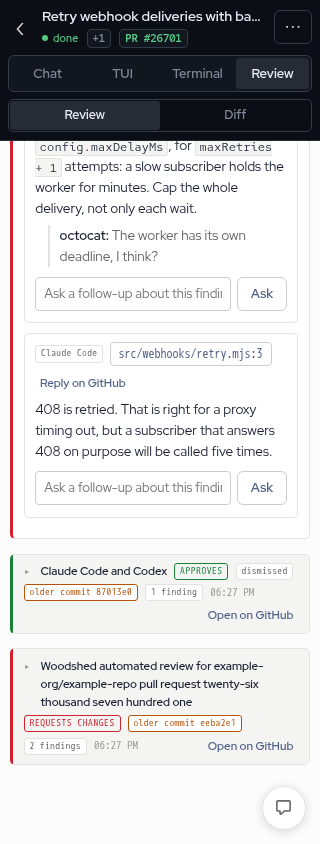 Retry webhook deliveries with ba...
done +1 PR #26701
Chat TUI Terminal Review
Review Diff
config.maxDelayMs, for maxRetries
+ 1 attempts: a slow subscriber holds the
worker for minutes. Cap the whole
delivery, not only each wait.
octocat: The worker has its own
deadline, I think?
Ask a follow-up about this findin Ask
Claude Code src/webhooks/retry.mjs:3
Reply on GitHub
408 is retried. That is right for a proxy
timing out, but a subscriber that answers
408 on purpose will be called five times.
Ask a follow-up about this findin Ask
Claude Code and Codex APPROVES dismissed
older commit 87013e0 1 finding 06:27 PM
Open on GitHub
Woodshed automated review for example-
org/example-repo pull request twenty-six
thousand seven hundred one
REQUESTS CHANGES older commit eeba2e1
2 findings 06:27 PM Open on GitHub